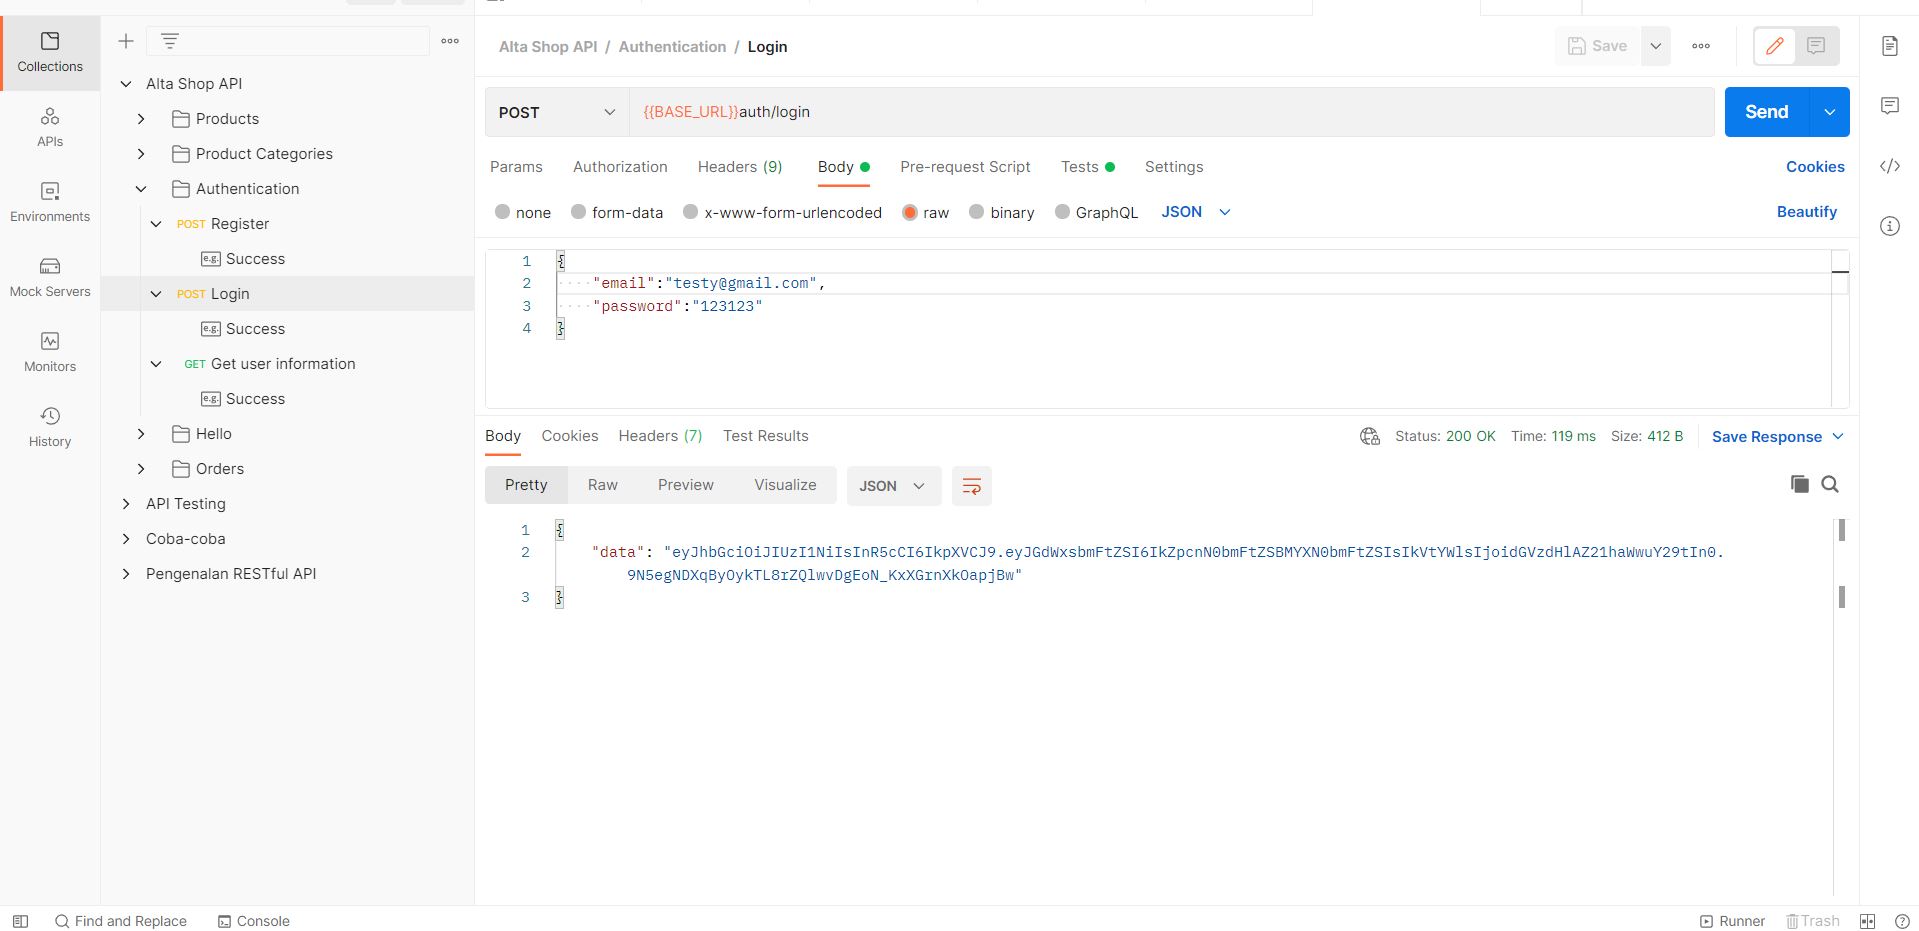 Collections
APIs
Environments
Mock Servers
Monitors
History
Alta Shop API
Products
Product Categories
Authentication
POST Register
e.g. Success
POST Login
e.g. Success
GET Get user information
e.g. Success
Hello
Orders
API Testing
Coba-coba
Pengenalan RESTful API
Alta Shop API / Authentication / Login
Save
POST {{BASE_URL}}auth/login
Send
Params Authorization Headers (9) Body Pre-request Script Tests Settings
Cookies
none form-data x-www-form-urlencoded raw binary GraphQL JSON
Beautify
1 {
2 "email":"testy@gmail.com",
3 "password":"123123"
4 }
Body Cookies Headers (7) Test Results
Status: 200 OK Time: 119 ms Size: 412 B Save Response
Pretty Raw Preview Visualize JSON
1 {
2 "data": "eyJhbGciOiJIUzI1NiIsInR5cCI6IkpXVCJ9.eyJGdWxsbmFtZSI6IkZpcnN0bmFtZSBMYXN0bmFtZSIsIkVtYWlsIjoidGVzdHlAZ21haWwuY29tIn0.
9N5egNDXqByOykTL8rZQlwvDgEoN_KxXGrnXkOapjBw"
3 }
Find and Replace Console
Runner Trash